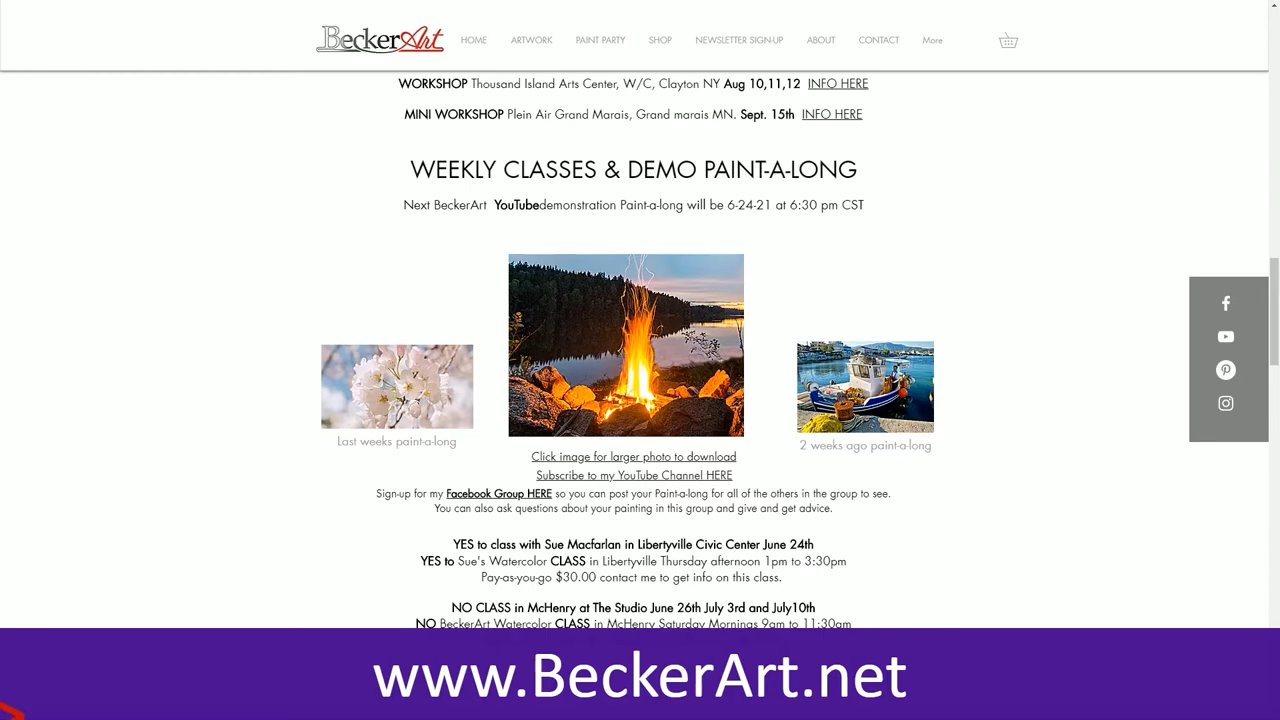 BeckerArt
HOME ARTWORK PAINT PARTY SHOP NEWSLETTER SIGN-UP ABOUT CONTACT More
WORKSHOP Thousand Island Arts Center, W/C, Clayton NY Aug 10,11,12 INFO HERE
MINI WORKSHOP Plein Air Grand Marais, Grand marais MN. Sept. 15th INFO HERE
WEEKLY CLASSES & DEMO PAINT-A-LONG
Next BeckerArt YouTubedemonstration Paint-a-long will be 6-24-21 at 6:30 pm CST
Last weeks paint-a-long
2 weeks ago paint-a-long
Click image for larger photo to download
Subscribe to my YouTube Channel HERE
Sign-up for my Facebook Group HERE so you can post your Paint-a-long for all of the others in the group to see.
You can also ask questions about your painting in this group and give and get advice.
YES to class with Sue Macfarlan in Libertyville Civic Center June 24th
YES to Sue's Watercolor CLASS in Libertyville Thursday afternoon 1pm to 3:30pm
Pay-as-you-go $30.00 contact me to get info on this class.
NO CLASS in McHenry at The Studio June 26th July 3rd and July10th
NO BeckerArt Watercolor CLASS in McHenry Saturday Mornings 9am to 11:30am
www.BeckerArt.net